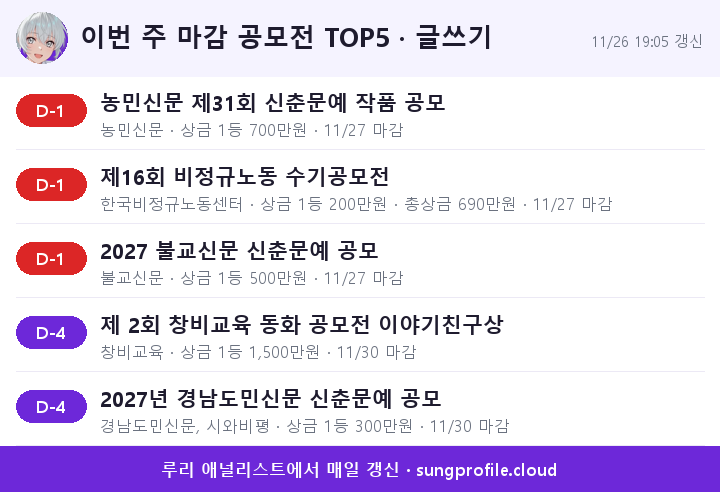 이번 주 마감 공모전 TOP5 · 글쓰기
11/26 19:05 갱신
D-1
농민신문 제31회 신춘문예 작품 공모
농민신문 · 상금 1등 700만원 · 11/27 마감
D-1
제16회 비정규노동 수기공모전
한국비정규노동센터 · 상금 1등 200만원 · 총상금 690만원 · 11/27 마감
D-1
2027 불교신문 신춘문예 공모
불교신문 · 상금 1등 500만원 · 11/27 마감
D-4
제 2회 창비교육 동화 공모전 이야기친구상
창비교육 · 상금 1등 1,500만원 · 11/30 마감
D-4
2027년 경남도민신문 신춘문예 공모
경남도민신문, 시와비평 · 상금 1등 300만원 · 11/30 마감
루리 애널리스트에서 매일 갱신 · sungprofile.cloud